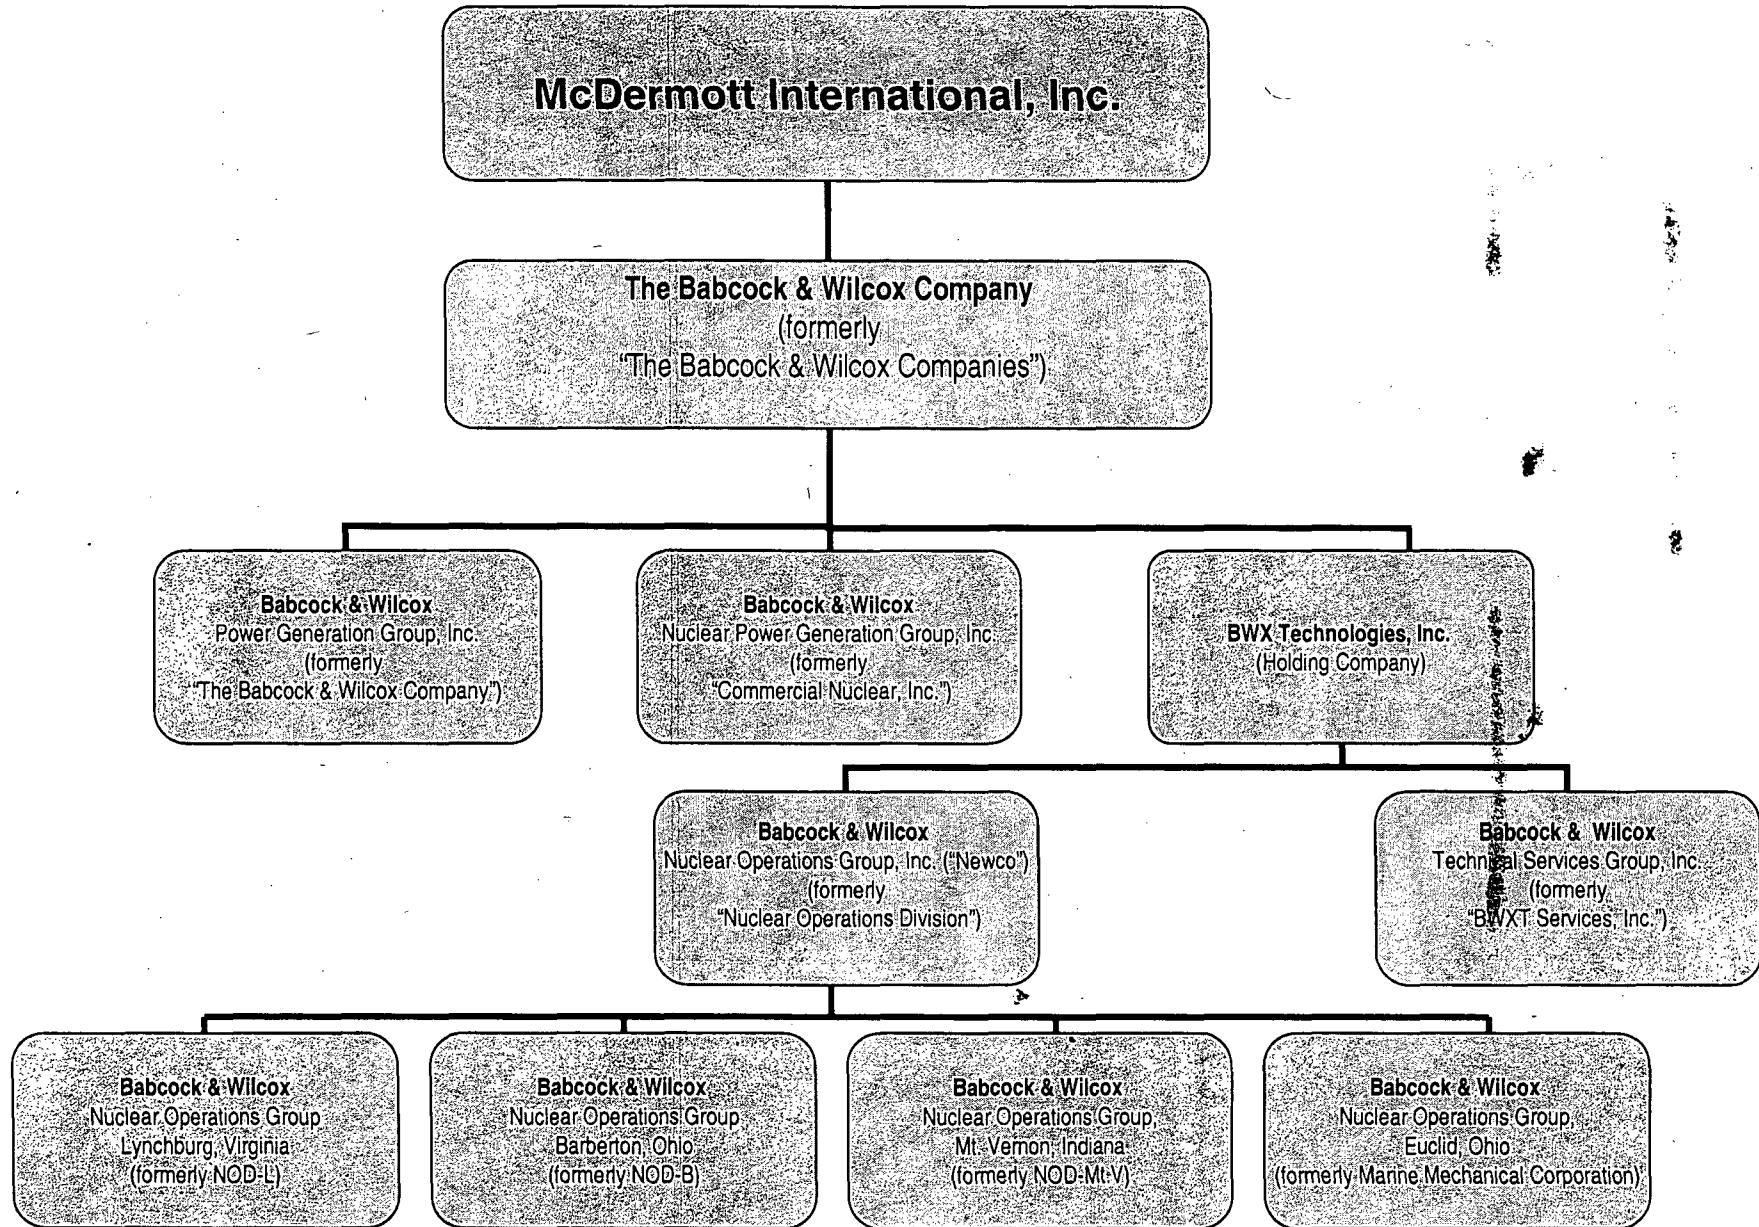 McDermott International, Inc.
The Babcock & Wilcox Company
(formerly
"The Babcock & Wilcox Companies")
Babcock & Wilcox
Power Generation Group, Inc.
(formerly
"The Babcock & Wilcox Company")
Babcock & Wilcox
Nuclear Power Generation Group, Inc.
(formerly
"Commercial Nuclear, Inc.")
BWX Technologies, Inc.
(Holding Company)
Babcock & Wilcox
Nuclear Operations Group, Inc. ("Newco")
(formerly
"Nuclear Operations Division")
Babcock & Wilcox
Technical Services Group, Inc.
(formerly
"BWXT Services, Inc.")
Babcock & Wilcox
Nuclear Operations Group
Lynchburg, Virginia
(formerly NOD-L)
Babcock & Wilcox
Nuclear Operations Group,
Barberton, Ohio
(formerly NOD-B)
Babcock & Wilcox
Nuclear Operations Group,
Mt. Vernon, Indiana
(formerly NOD-Mt-V)
Babcock & Wilcox
Nuclear Operations Group,
Euclid, Ohio
(formerly Marine Mechanical Corporation)